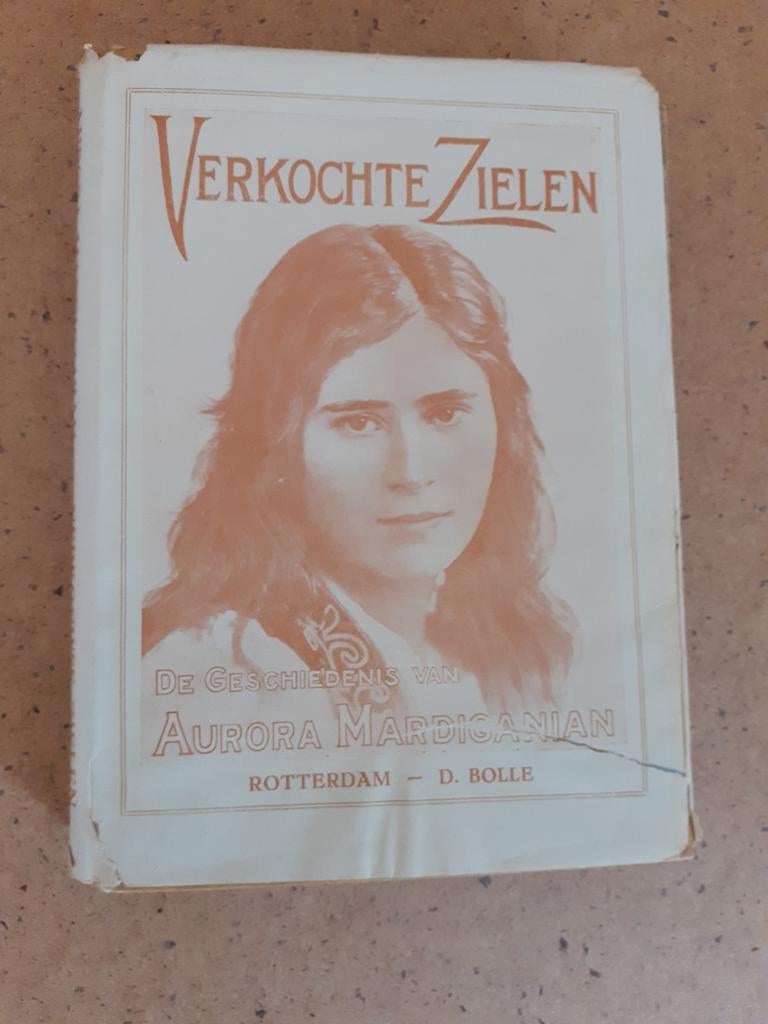 VERKOCHTE ZIELEN
DE GESCHIEDENIS VAN
AURORA MARDIGANIAN
ROTTERDAM – D. BOLLE